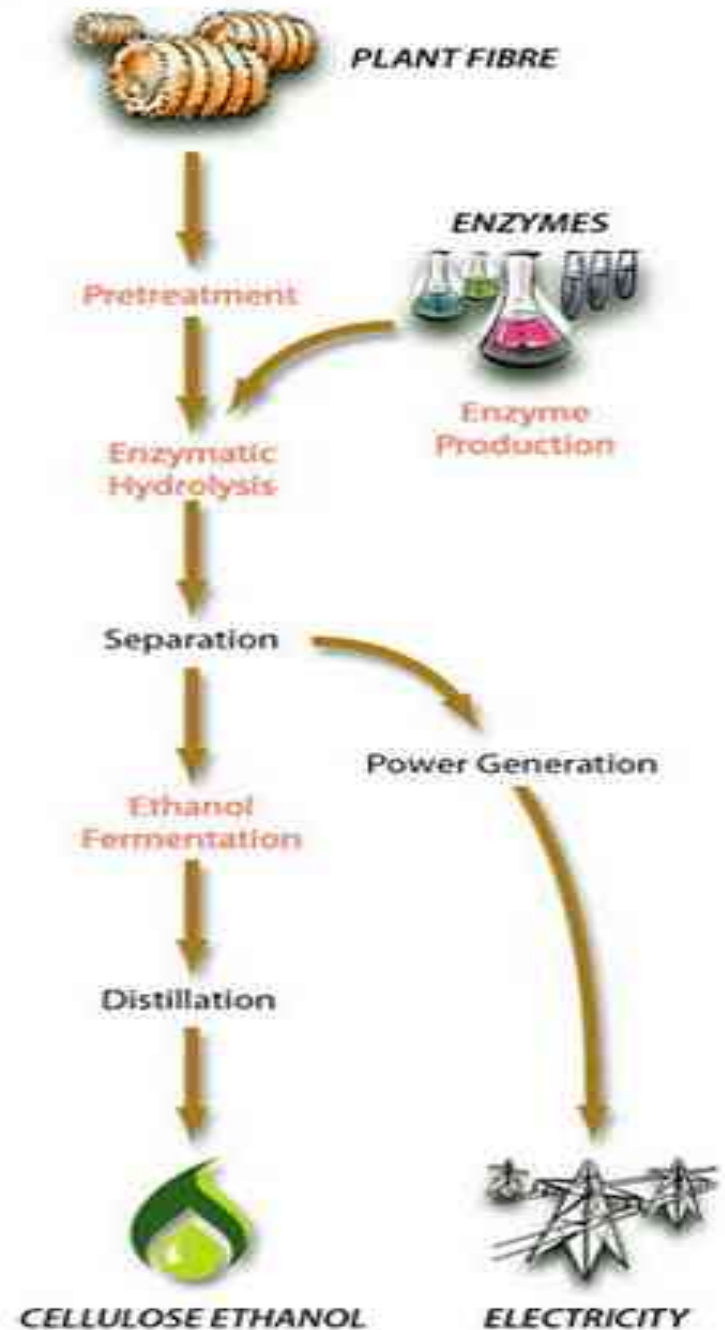 PLANT FIBRE
ENZYMES
Pretreatment
Enzyme
Production
Enzymatic
Hydrolysis
Separation
Power Generation
Ethanol
Fermentation
Distillation
CELLULOSE ETHANOL
ELECTRICITY